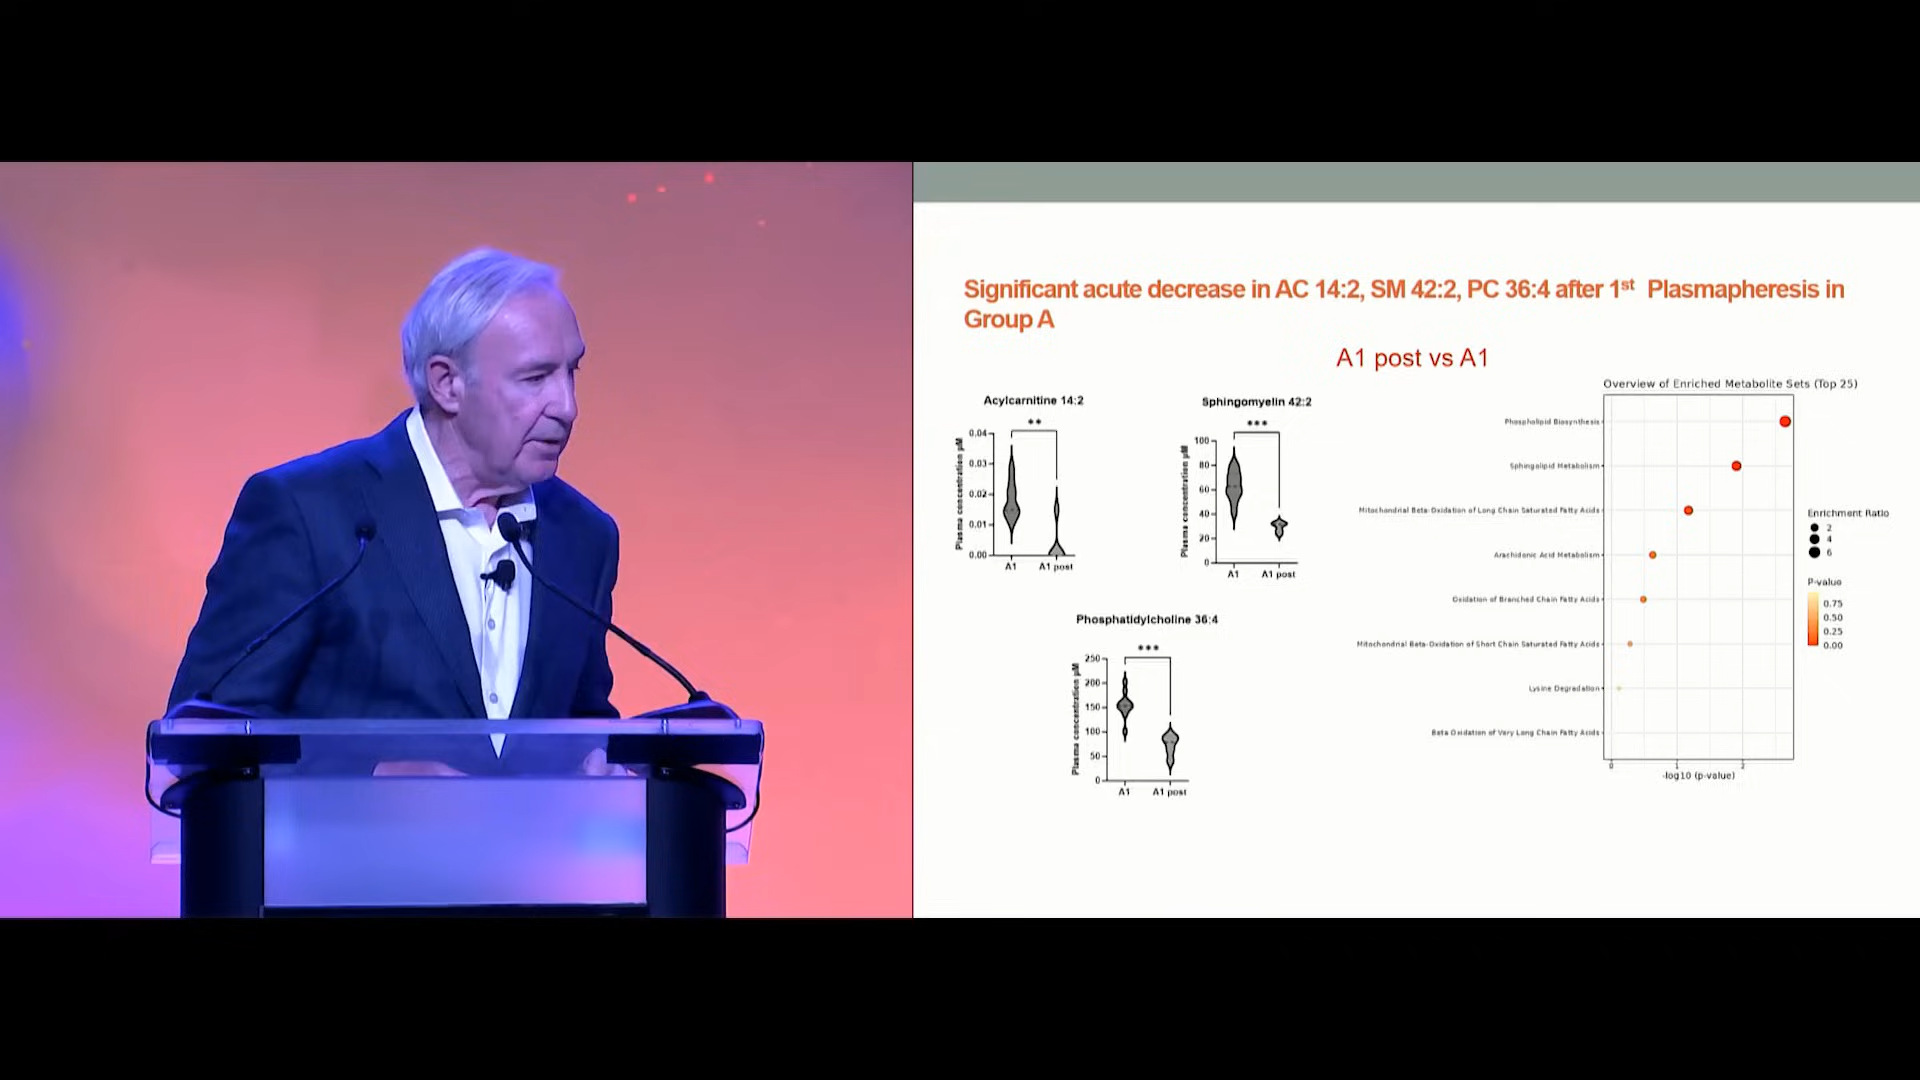 Significant acute decrease in AC 14:2, SM 42:2, PC 36:4 after 1st Plasmapheresis in
Group A
A1 post vs A1
Acylcarnitine 14:2
**
Plasma concentration µM
0.04
0.03
0.02
0.01
0.00
A1
A1 post
Sphingomyelin 42:2
***
Plasma concentration µM
100
80
60
40
20
0
A1
A1 post
Phosphatidylcholine 36:4
***
Plasma concentration µM
250
200
150
100
50
0
A1
A1 post
Overview of Enriched Metabolite Sets (Top 25)
Phospholipid Biosynthesis
Sphingolipid Metabolism
Mitochondrial Beta-Oxidation of Long Chain Saturated Fatty Acids
Arachidonic Acid Metabolism
Oxidation of Branched Chain Fatty Acids
Mitochondrial Beta-Oxidation of Short Chain Saturated Fatty Acids
Lysine Degradation
Beta Oxidation of Very Long Chain Fatty Acids
0
1
2
-log10 (p-value)
Enrichment Ratio
2
4
6
P-value
0.75
0.50
0.25
0.00